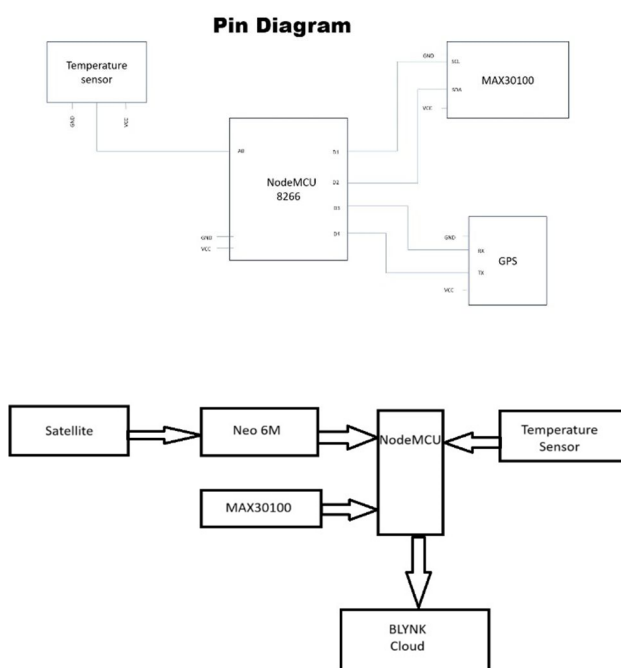 Pin Diagram
Temperature
sensor
GND
VCC
GND
SCL
MAX30100
SDA
VCC
A0
D1
NodeMCU
8266
D2
D3
D4
GND
VCC
GND
RX
GPS
TX
VCC
Satellite
Neo 6M
NodeMCU
Temperature
Sensor
MAX30100
BLYNK
Cloud